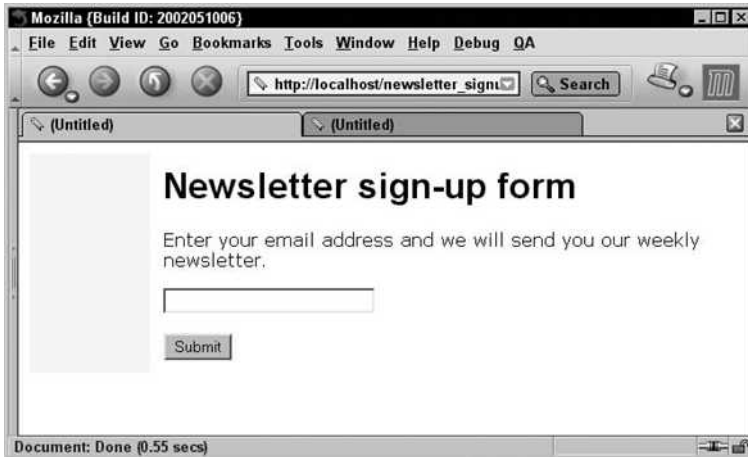 Mozilla {Build ID: 2002051006}
File Edit View Go Bookmarks Tools Window Help Debug QA
http://localhost/newsletter_signu Search
(Untitled) (Untitled)
Newsletter sign-up form
Enter your email address and we will send you our weekly
newsletter.
Submit
Document: Done (0.55 secs)